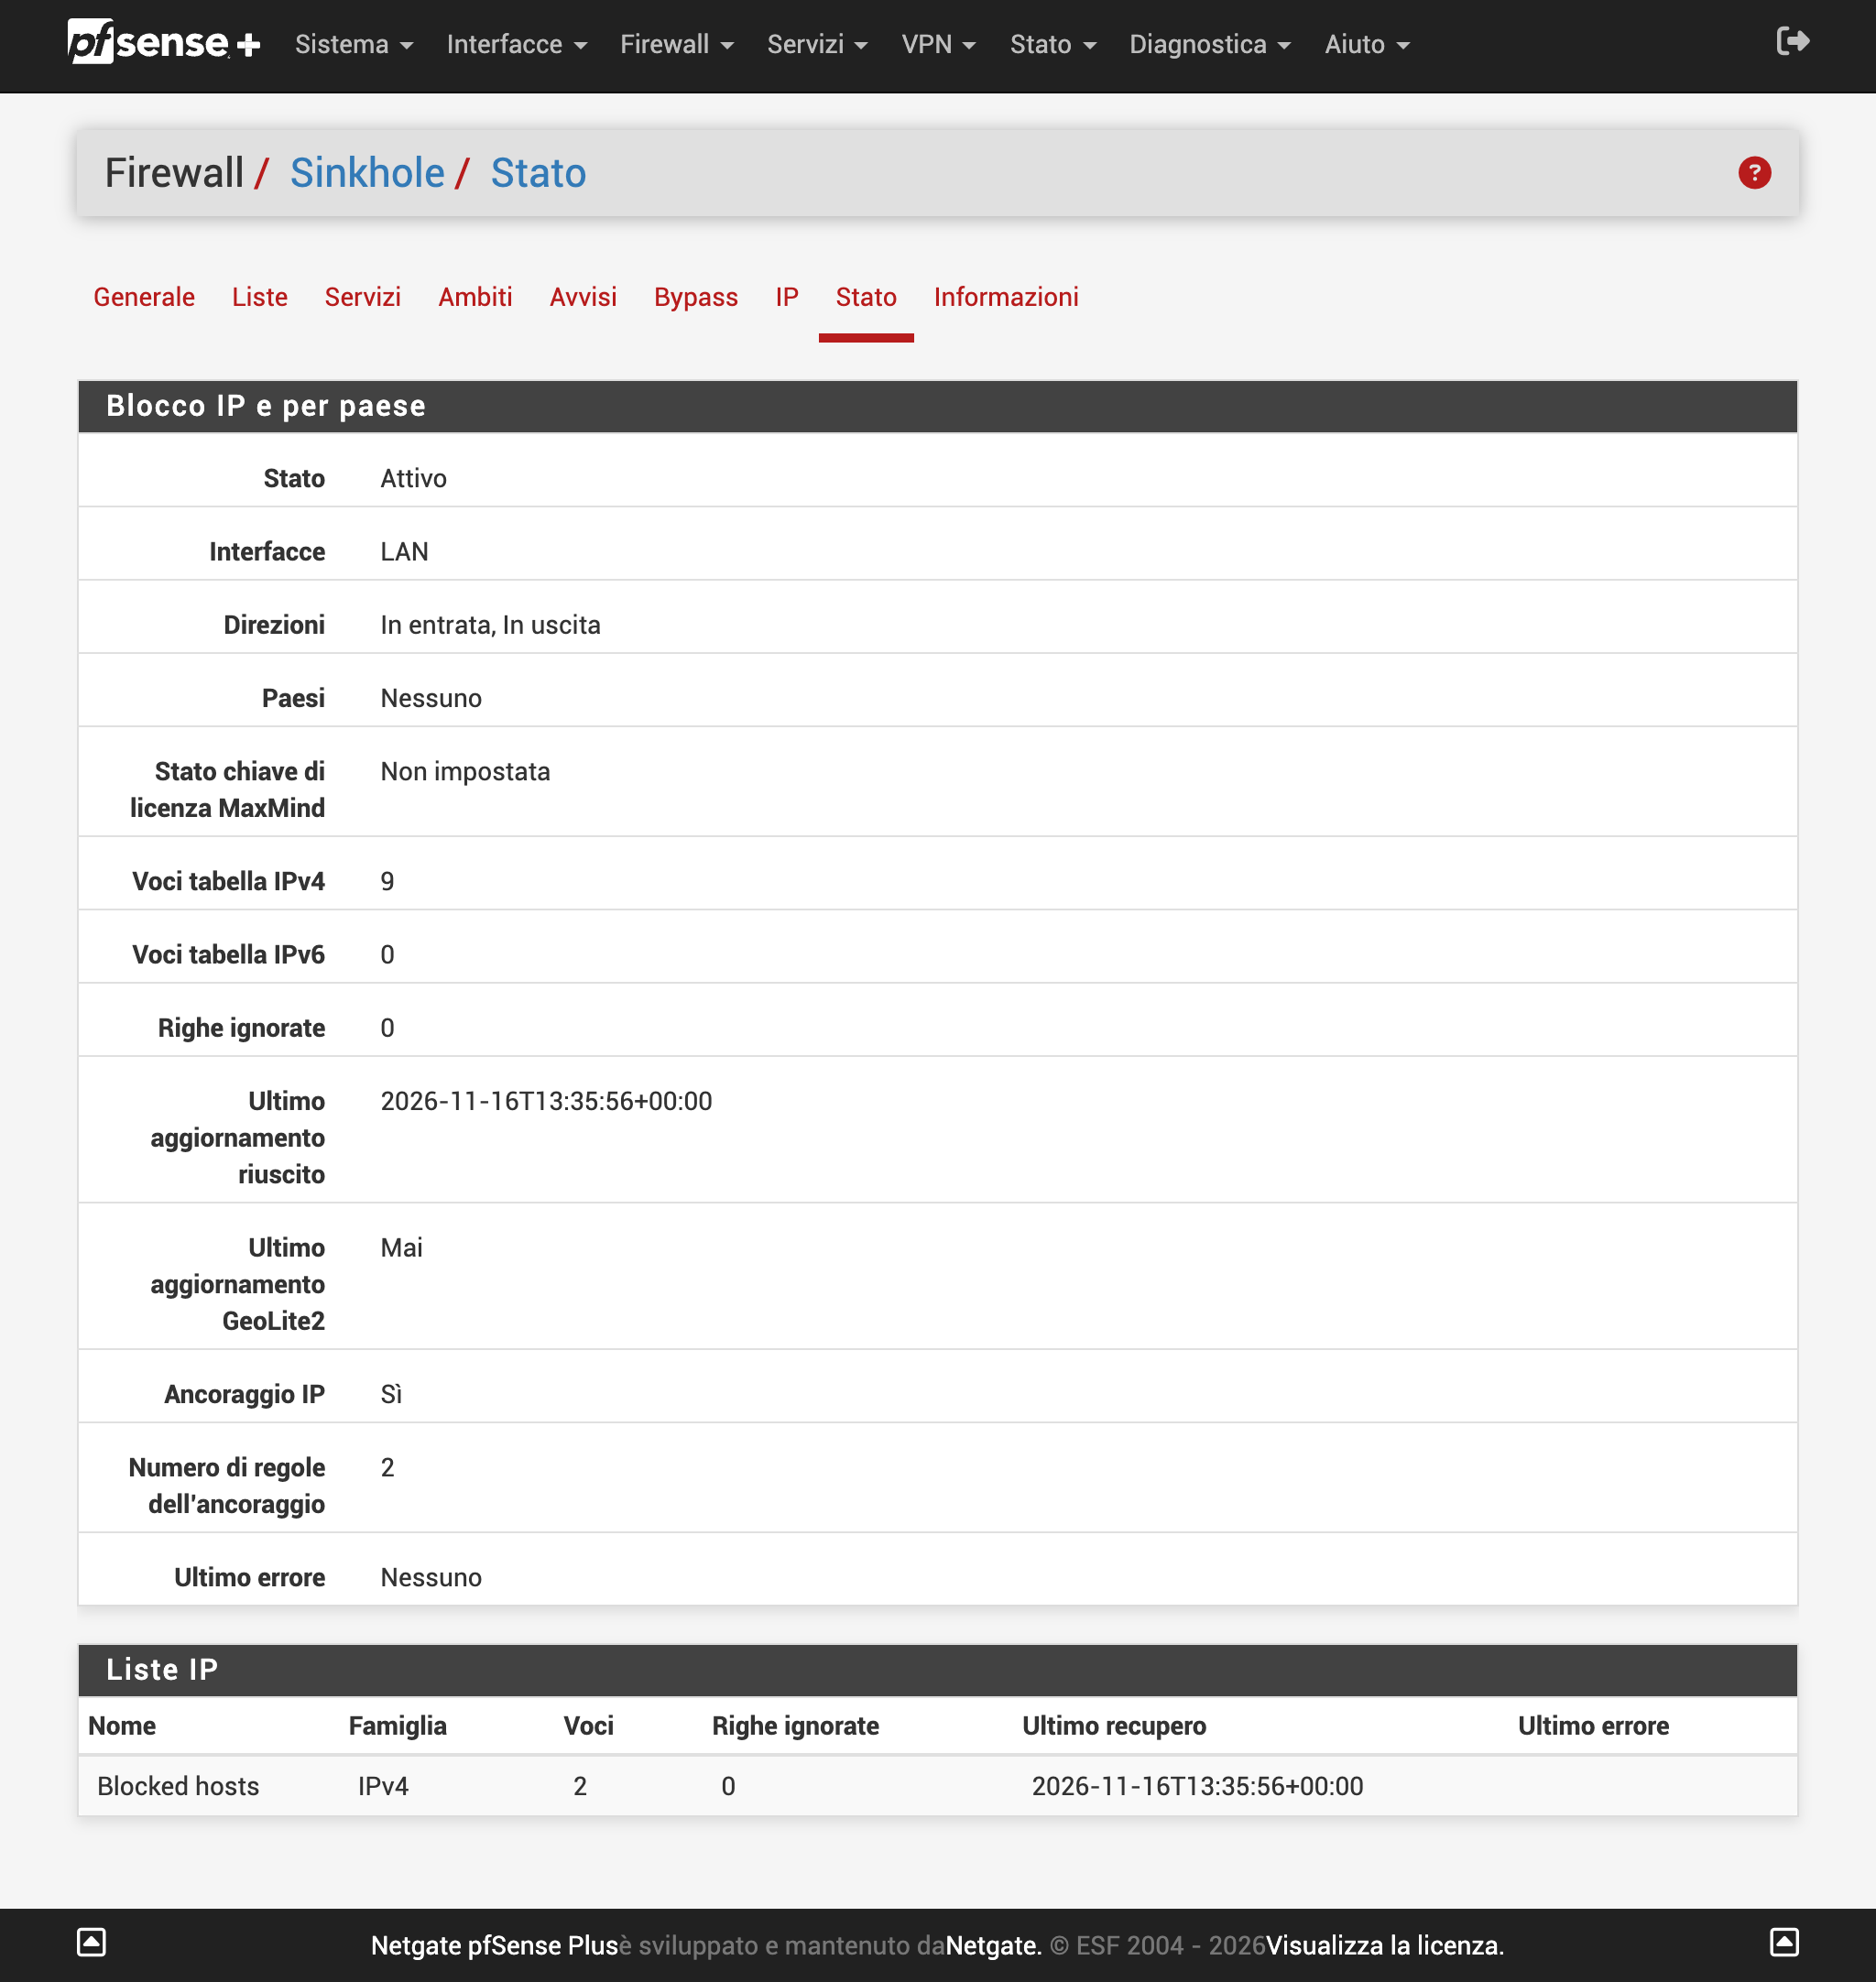 pfsense+ Sistema Interfacce Firewall Servizi VPN Stato Diagnostica Aiuto
Firewall / Sinkhole / Stato ?
Generale Liste Servizi Ambiti Avvisi Bypass IP Stato Informazioni
Blocco IP e per paese
Stato Attivo
Interfacce LAN
Direzioni In entrata, In uscita
Paesi Nessuno
Stato chiave di Non impostata
licenza MaxMind
Voci tabella IPv4 9
Voci tabella IPv6 0
Righe ignorate 0
Ultimo 2026-11-16T13:35:56+00:00
aggiornamento
riuscito
Ultimo Mai
aggiornamento
GeoLite2
Ancoraggio IP Sì
Numero di regole 2
dell'ancoraggio
Ultimo errore Nessuno
Liste IP
Nome Famiglia Voci Righe ignorate Ultimo recupero Ultimo errore
Blocked hosts IPv4 2 0 2026-11-16T13:35:56+00:00
Netgate pfSense Plusè sviluppato e mantenuto daNetgate. © ESF 2004 - 2026Visualizza la licenza.